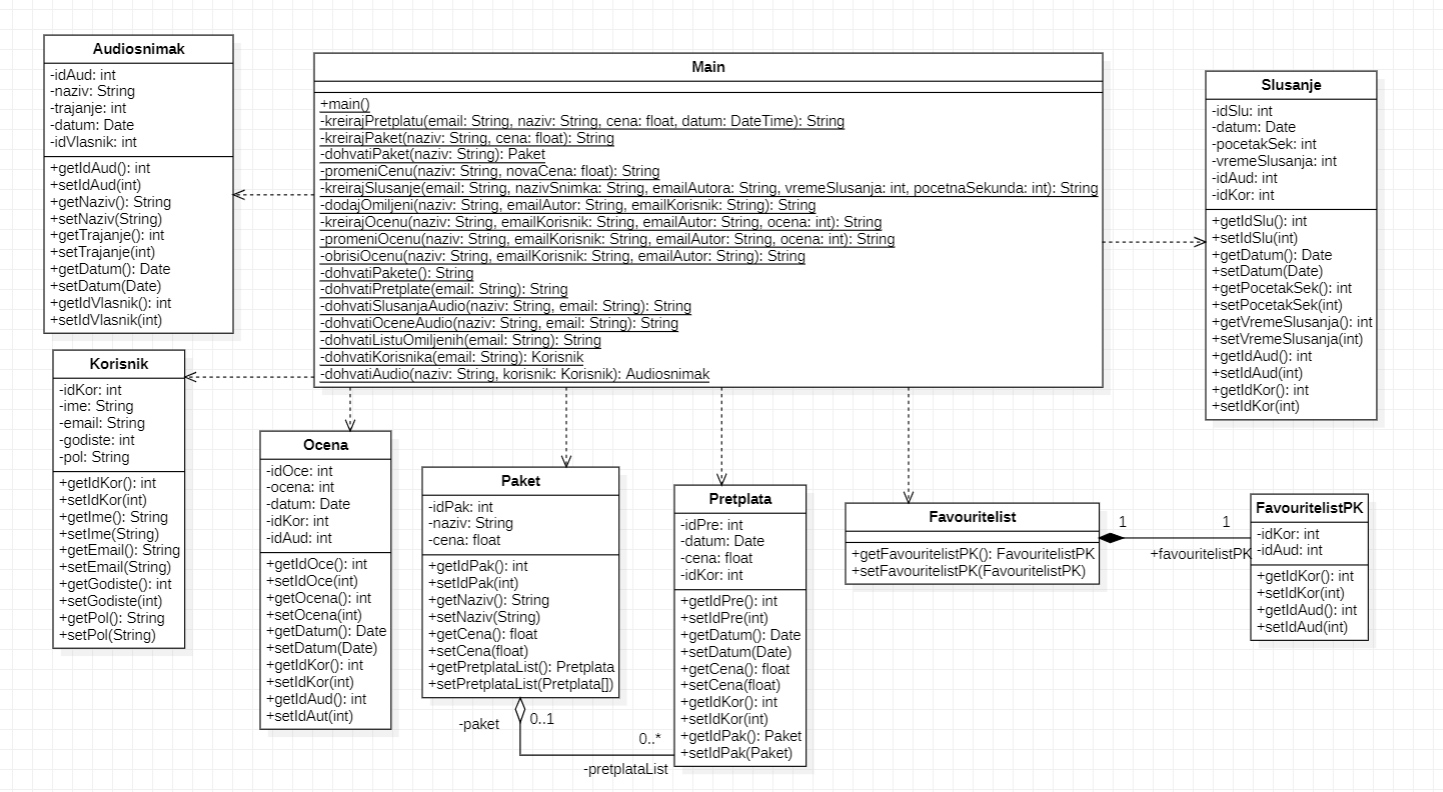 Audiosnimak
-idAud: int
-naziv: String
-trajanje: int
-datum: Date
-idVlasnik: int
+getIdAud(): int
+setIdAud(int)
+getNaziv(): String
+setNaziv(String)
+getTrajanje(): int
+setTrajanje(int)
+getDatum(): Date
+setDatum(Date)
+getIdVlasnik(): int
+setIdVlasnik(int)
Main
+main()
-kreirajPretplatu(email: String, naziv: String, cena: float, datum: DateTime): String
-kreirajPaket(naziv: String, cena: float): String
-dohvatiPaket(naziv: String): Paket
-promeniCenu(naziv: String, novaCena: float): String
-kreirajSlusanje(email: String, nazivSnimka: String, emailAutora: String, vremeSlusanja: int, pocetnaSekunda: int): String
-dodajOmiljeni(naziv: String, emailAutor: String, emailKorisnik: String): String
-kreirajOcenu(naziv: String, emailKorisnik: String, emailAutor: String, ocena: int): String
-promeniOcenu(naziv: String, emailKorisnik: String, emailAutor: String, ocena: int): String
-obrisiOcenu(naziv: String, emailKorisnik: String, emailAutor: String): String
-dohvatiPakete(): String
-dohvatiPretplate(email: String): String
-dohvatiSlusanjaAudio(naziv: String, email: String): String
-dohvatiOceneAudio(naziv: String, email: String): String
-dohvatiListuOmiljenih(email: String): String
-dohvatiKorisnika(email: String): Korisnik
-dohvatiAudio(naziv: String, korisnik: Korisnik): Audiosnimak
Slusanje
-idSlu: int
-datum: Date
-pocetakSek: int
-vremeSlusanja: int
-idAud: int
-idKor: int
+getIdSlu(): int
+setIdSlu(int)
+getDatum(): Date
+setDatum(Date)
+getPocetakSek(): int
+setPocetakSek(int)
+getVremeSlusanja(): int
+setVremeSlusanja(int)
+getIdAud(): int
+setIdAud(int)
+getIdKor(): int
+setIdKor(int)
Korisnik
-idKor: int
-ime: String
-email: String
-godiste: int
-pol: String
+getIdKor(): int
+setIdKor(int)
+getIme(): String
+setIme(String)
+getEmail(): String
+setEmail(String)
+getGodiste(): int
+setGodiste(int)
+getPol(): String
+setPol(String)
Ocena
-idOce: int
-ocena: int
-datum: Date
-idKor: int
-idAud: int
+getIdOce(): int
+setIdOce(int)
+getOcena(): int
+setOcena(int)
+getDatum(): Date
+setDatum(Date)
+getIdKor(): int
+setIdKor(int)
+getIdAud(): int
+setIdAut(int)
Paket
-idPak: int
-naziv: String
-cena: float
+getIdPak(): int
+setIdPak(int)
+getNaziv(): String
+setNaziv(String)
+getCena(): float
+setCena(float)
+getPretplataList(): Pretplata
+setPretplataList(Pretplata[])
-paket
0..1
0..*
-pretplataList
Pretplata
-idPre: int
-datum: Date
-cena: float
-idKor: int
+getIdPre(): int
+setIdPre(int)
+getDatum(): Date
+setDatum(Date)
+getCena(): float
+setCena(float)
+getIdKor(): int
+setIdKor(int)
+getIdPak(): Paket
+setIdPak(Paket)
Favouritelist
+getFavouritelistPK(): FavouritelistPK
+setFavouritelistPK(FavouritelistPK)
1
1
+favouritelistPK
FavouritelistPK
-idKor: int
-idAud: int
+getIdKor(): int
+setIdKor(int)
+getIdAud(): int
+setIdAud(int)